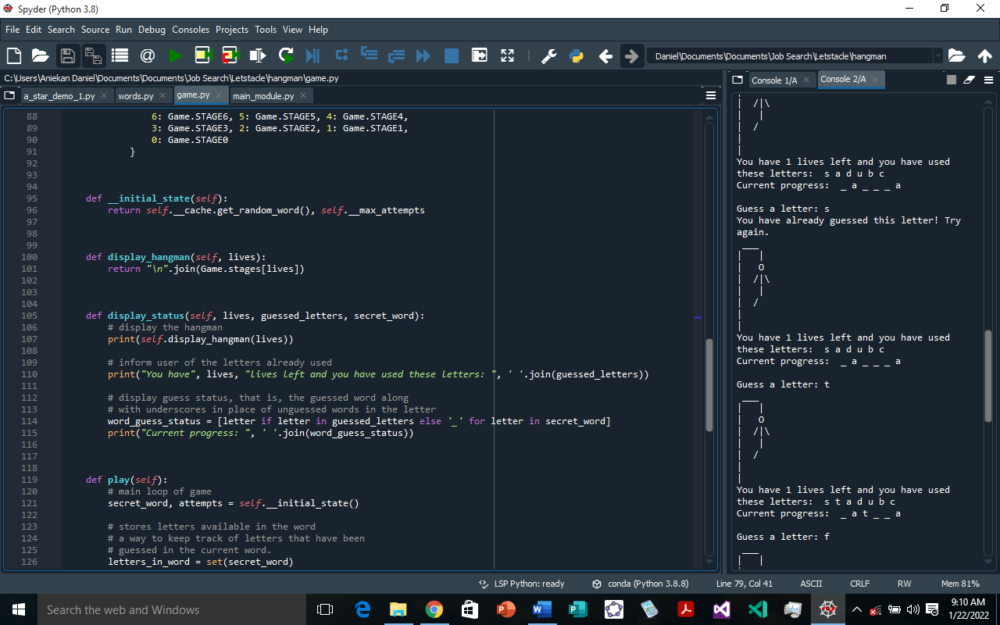 Spyder (Python 3.8)
File Edit Search Source Run Debug Consoles Projects Tools View Help
Daniel\Documents\Documents\Job Search\Letstacle\hangman
C:\Users\Aniekan Daniel\Documents\Documents\Job Search\Letstacle\hangman\game.py
a_star_demo_1.py words.py game.py main_module.py
88 6: Game.STAGE6, 5: Game.STAGE5, 4: Game.STAGE4,
89 3: Game.STAGE3, 2: Game.STAGE2, 1: Game.STAGE1,
90 0: Game.STAGE0
91 }
92
93
94
95 def __initial_state(self):
96 return self.__cache.get_random_word(), self.__max_attempts
97
98
99
100 def display_hangman(self, lives):
101 return "\n".join(Game.stages[lives])
102
103
104
105 def display_status(self, lives, guessed_letters, secret_word):
106 # display the hangman
107 print(self.display_hangman(lives))
108
109 # inform user of the letters already used
110 print("You have", lives, "lives left and you have used these letters: ", ' '.join(guessed_letters))
111
112 # display guess status, that is, the guessed word along
113 # with underscores in place of unguessed words in the letter
114 word_guess_status = [letter if letter in guessed_letters else '_' for letter in secret_word]
115 print("Current progress: ", ' '.join(word_guess_status))
116
117
118
119 def play(self):
120 # main loop of game
121 secret_word, attempts = self.__initial_state()
122
123 # stores letters available in the word
124 # a way to keep track of letters that have been
125 # guessed in the current word.
126 letters_in_word = set(secret_word)
Console 1/A Console 2/A
|  /|\
|   |
|  /
|
|
You have 1 lives left and you have used
these letters:  s a d u b c
Current progress:  _ a _ _ _ a
Guess a letter: s
You have already guessed this letter! Try
again.
 ___
|   |
|   O
|  /|\
|   |
|  /
|
|
You have 1 lives left and you have used
these letters:  s a d u b c
Current progress:  _ a _ _ _ a
Guess a letter: t
 ___
|   |
|   O
|  /|\
|   |
|  /
|
|
You have 1 lives left and you have used
these letters:  s t a d u b c
Current progress:  _ a t _ _ a
Guess a letter: f
 ___
|   |
LSP Python: ready conda (Python 3.8.8) Line 79, Col 41 ASCII CRLF RW Mem 81%
Search the web and Windows
9:10 AM
1/22/2022